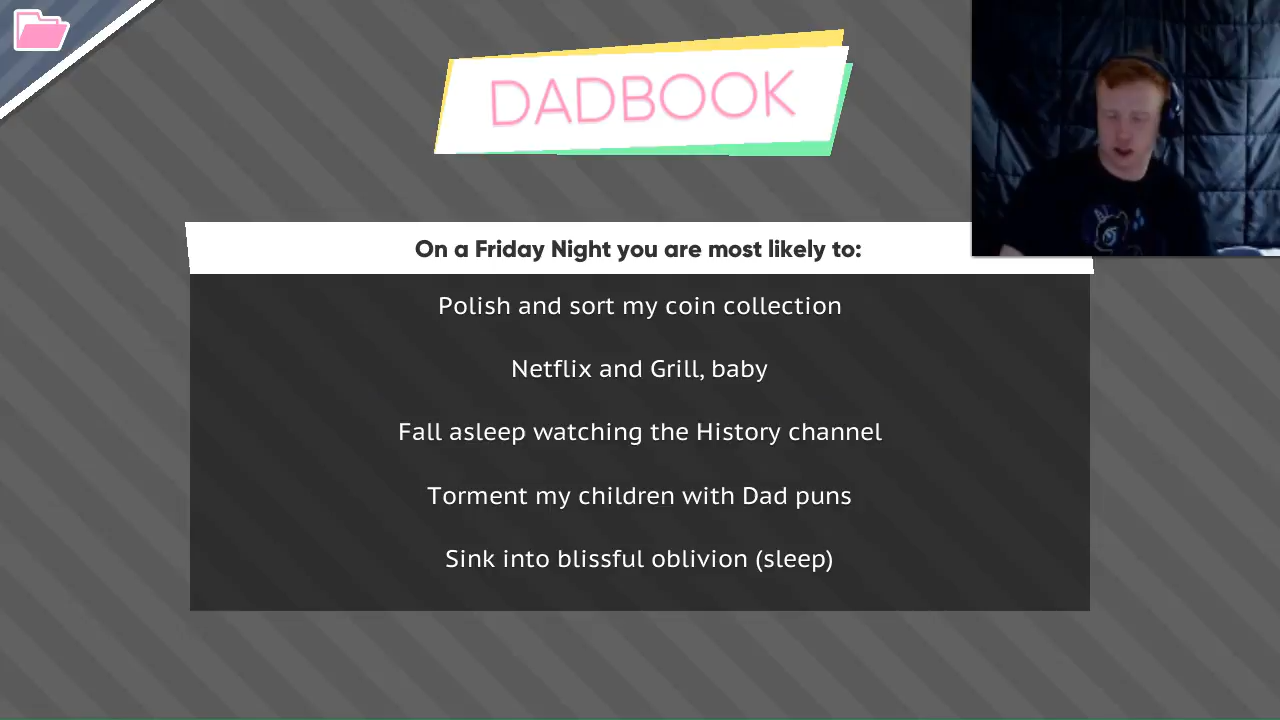 DADBOOK
On a Friday Night you are most likely to:
Polish and sort my coin collection
Netflix and Grill, baby
Fall asleep watching the History channel
Torment my children with Dad puns
Sink into blissful oblivion (sleep)